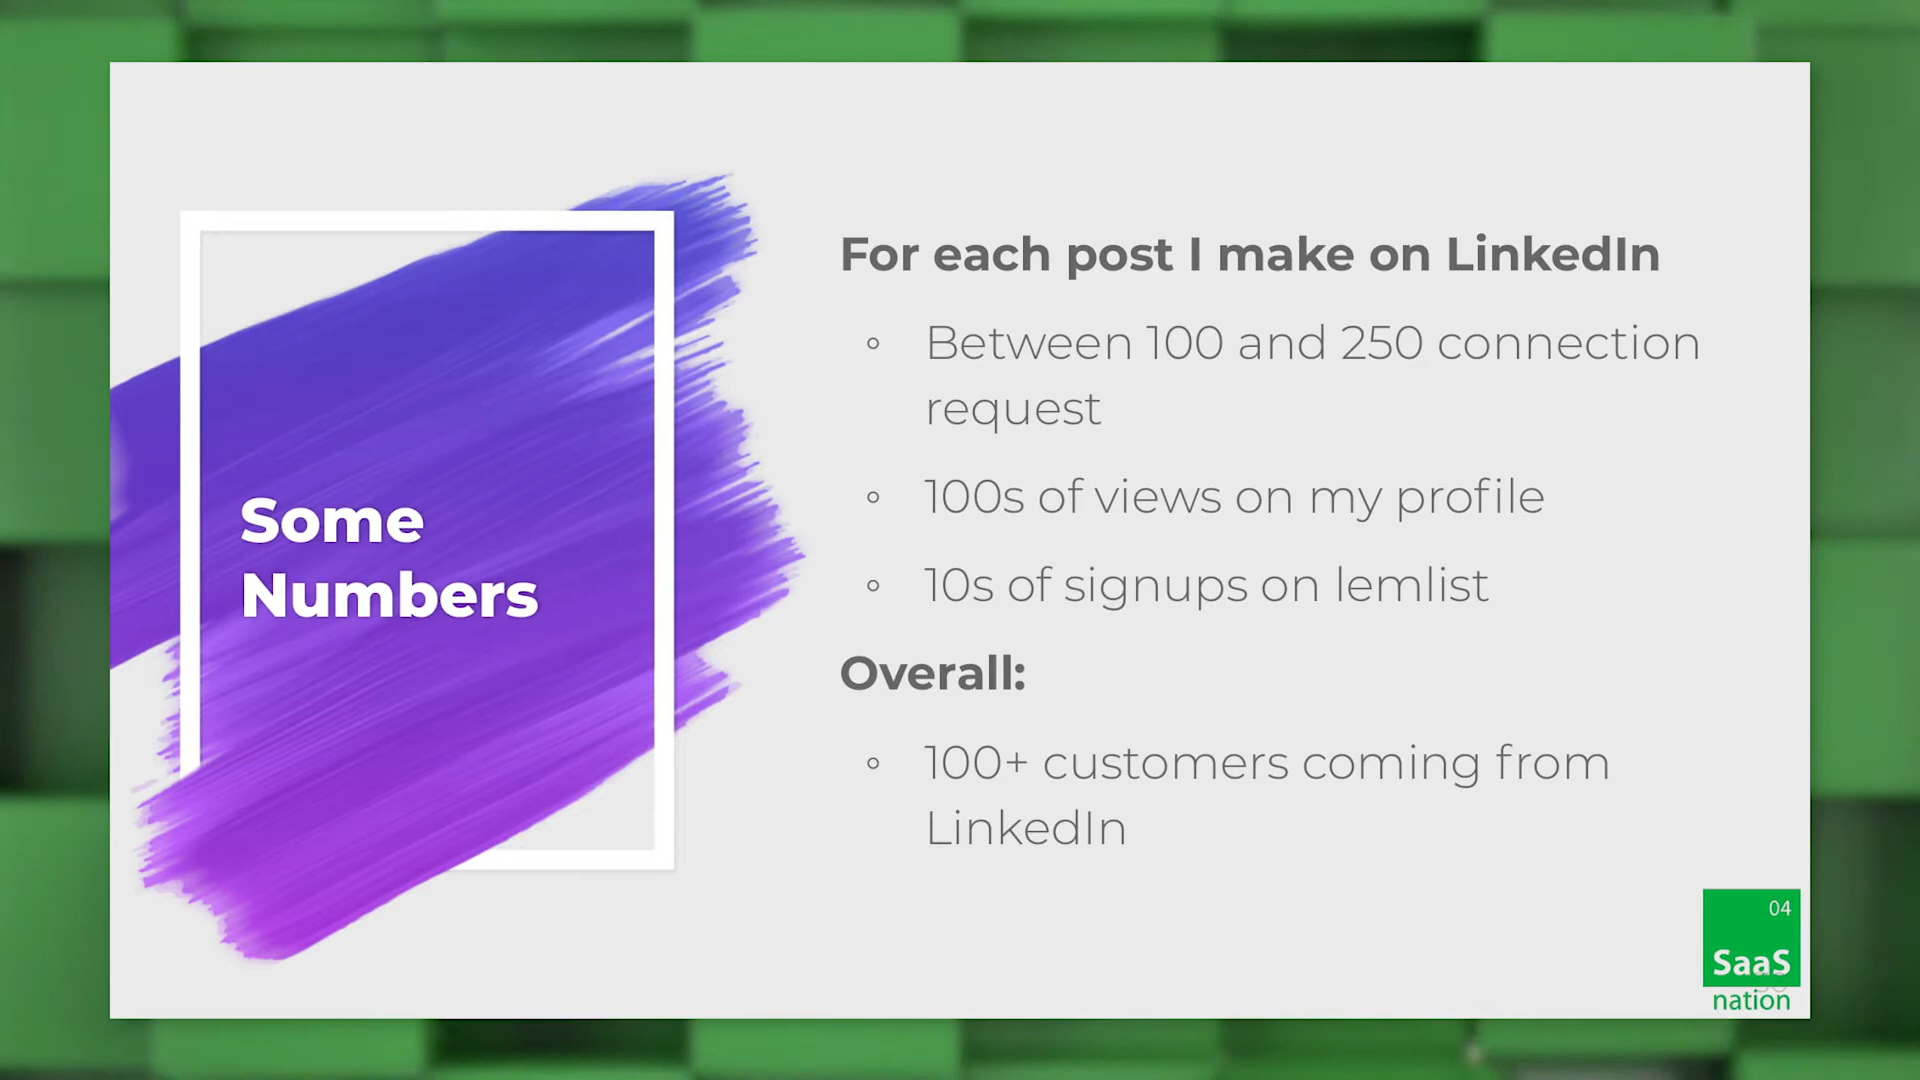 Some
Numbers
For each post I make on LinkedIn
Between 100 and 250 connection
request
100s of views on my profile
10s of signups on lemlist
Overall:
100+ customers coming from
LinkedIn
04
SaaS
nation